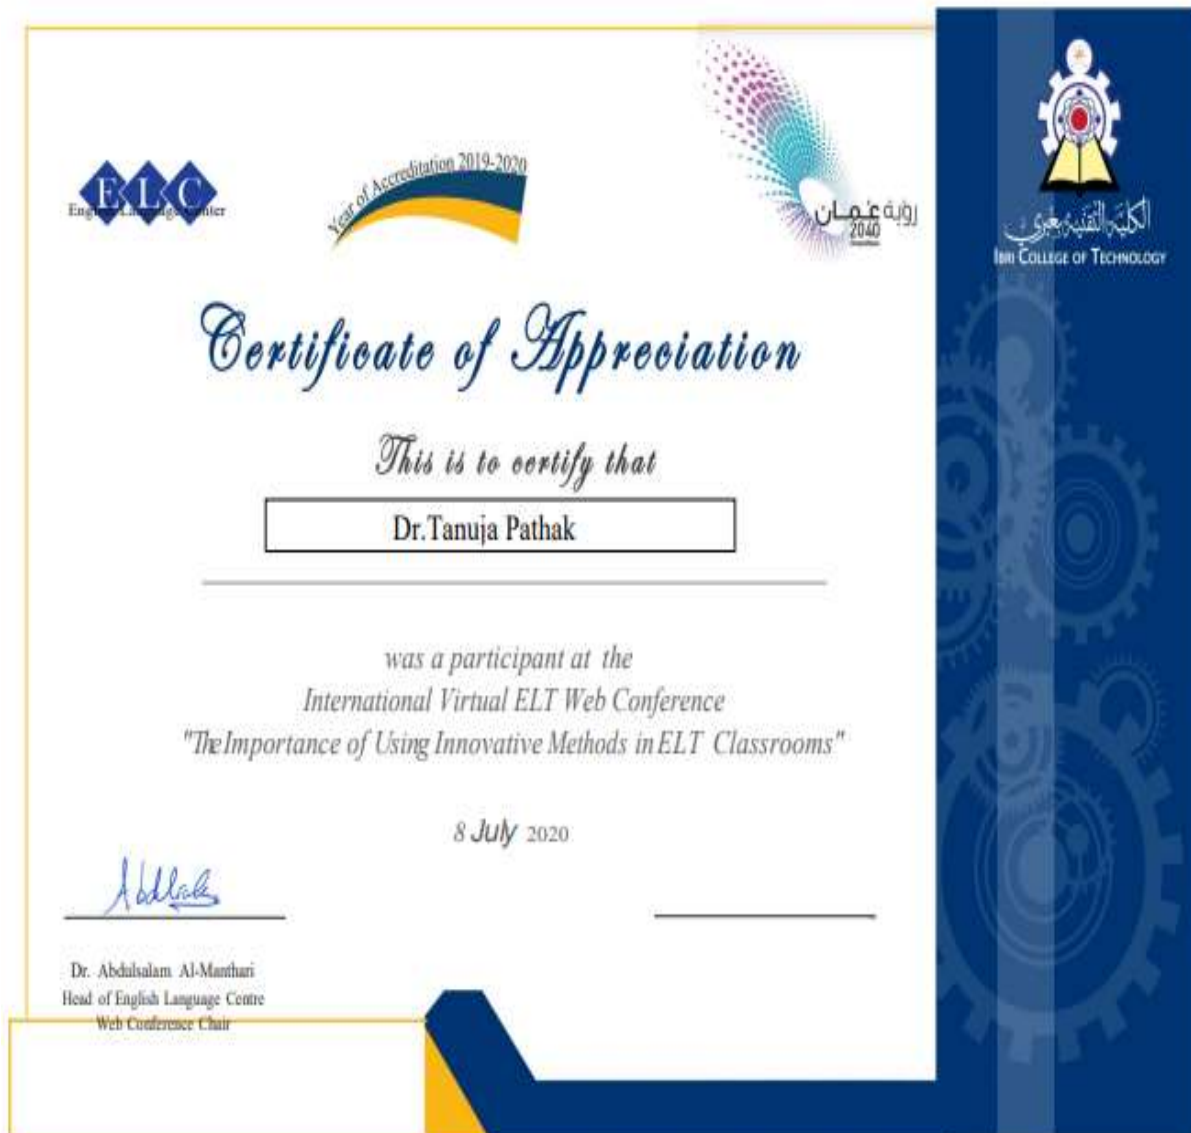 ELC
English Language Center
Year of Accreditation 2019-2020
رؤية عُمان
2040
الكلية التقنية بعبري
IBRI COLLEGE OF TECHNOLOGY
Certificate of Appreciation
This is to certify that
Dr.Tanuja Pathak
was a participant at the
International Virtual ELT Web Conference
"The Importance of Using Innovative Methods in ELT Classrooms"
8 July 2020
Dr. Abdulsalam Al-Manthari
Head of English Language Centre
Web Conference Chair